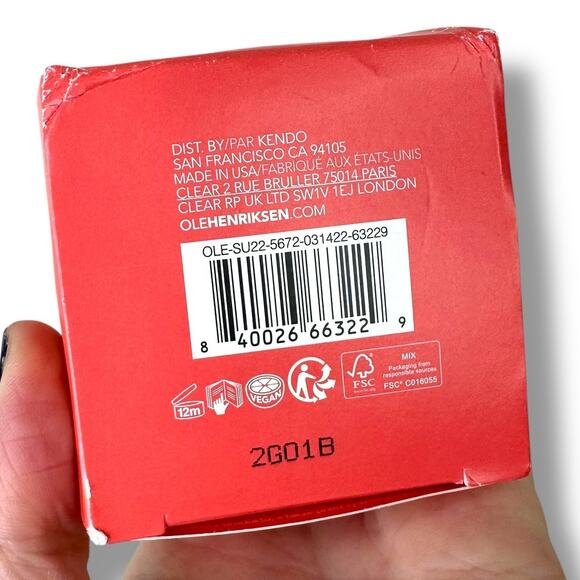 DIST. BY/PAR KENDO
SAN FRANCISCO CA 94105
MADE IN USA/FABRIQUÉ AUX ÉTATS-UNIS
CLEAR 2 RUE BRULLER 75014 PARIS
CLEAR RP UK LTD SW1V 1EJ LONDON
OLEHENRIKSEN.COM
OLE-SU22-5672-031422-63229
8 40026 66322 9
12m
VEGAN
FSC
MIX
Packaging from
responsible sources
FSC® C016055
2G01B